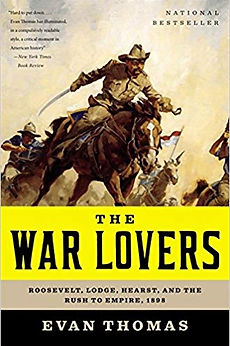 "Hard to put down. . . .
Evan Thomas has illuminated,
in a compulsively readable
style, a critical moment in
American history"
—New York Times
Book Review
NATIONAL
BESTSELLER
THE
WAR LOVERS
ROOSEVELT, LODGE, HEARST, AND THE
RUSH TO EMPIRE, 1898
EVAN THOMAS